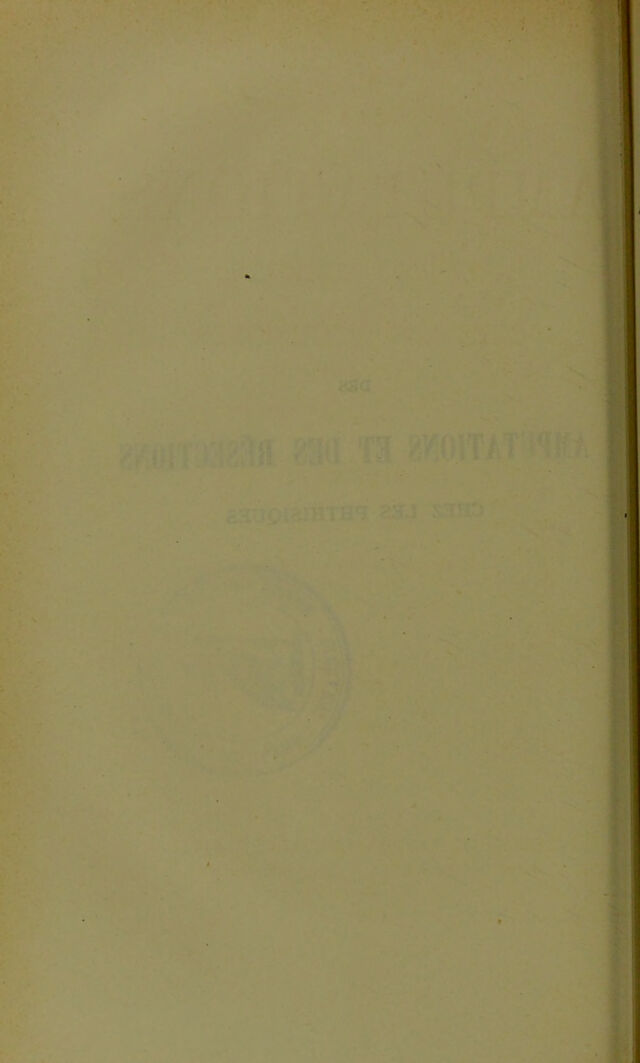 DES
AMPUTATIONS ET DES RÉSECTIONS
CHEZ LES PHTHISIQUES